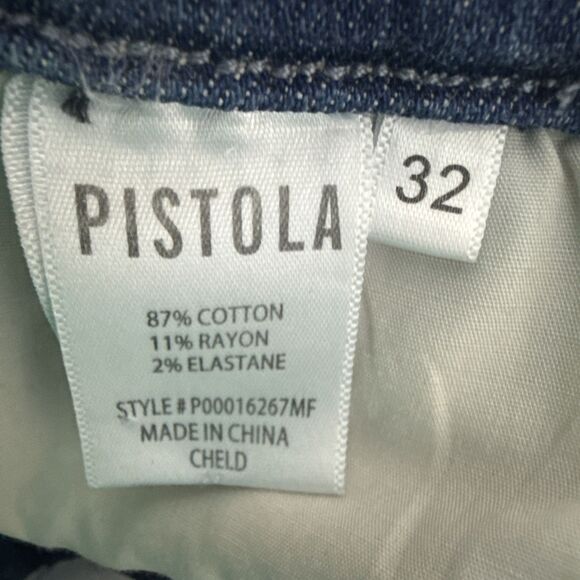 PISTOLA
32
87% COTTON
11% RAYON
2% ELASTANE
STYLE # P00016267MF
MADE IN CHINA
CHELD